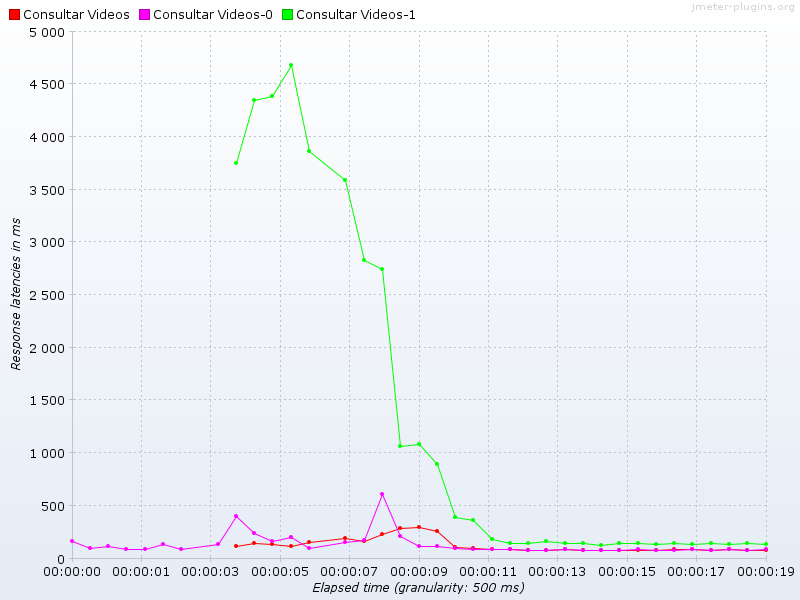 Consultar Videos Consultar Videos-0 Consultar Videos-1
jmeter-plugins.org
5 000
4 500
4 000
3 500
3 000
2 500
2 000
1 500
1 000
500
0
Response latencies in ms
00:00:00 00:00:01 00:00:03 00:00:05 00:00:07 00:00:09 00:00:11 00:00:13 00:00:15 00:00:17 00:00:19
Elapsed time (granularity: 500 ms)